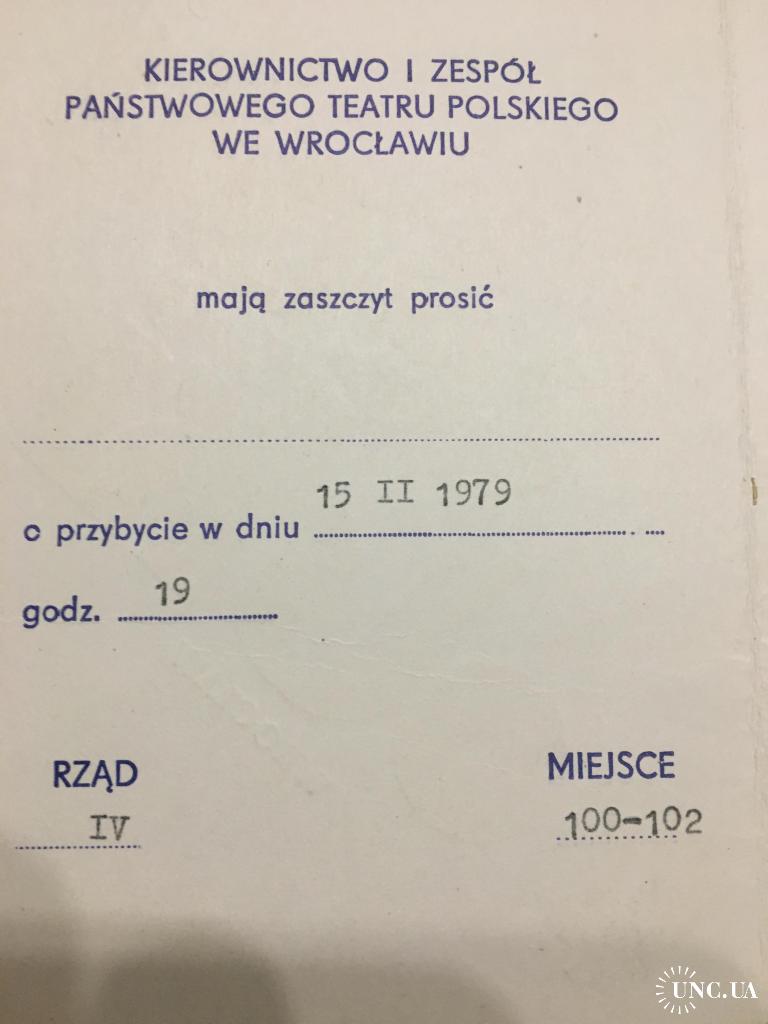 KIEROWNICTWO I ZESPÓŁ
PAŃSTWOWEGO TEATRU POLSKIEGO
WE WROCŁAWIU
mają zaszczyt prosić
o przybycie w dniu 15 II 1979
godz. 19
RZĄD MIEJSCE
IV 100-102
UNC.UA